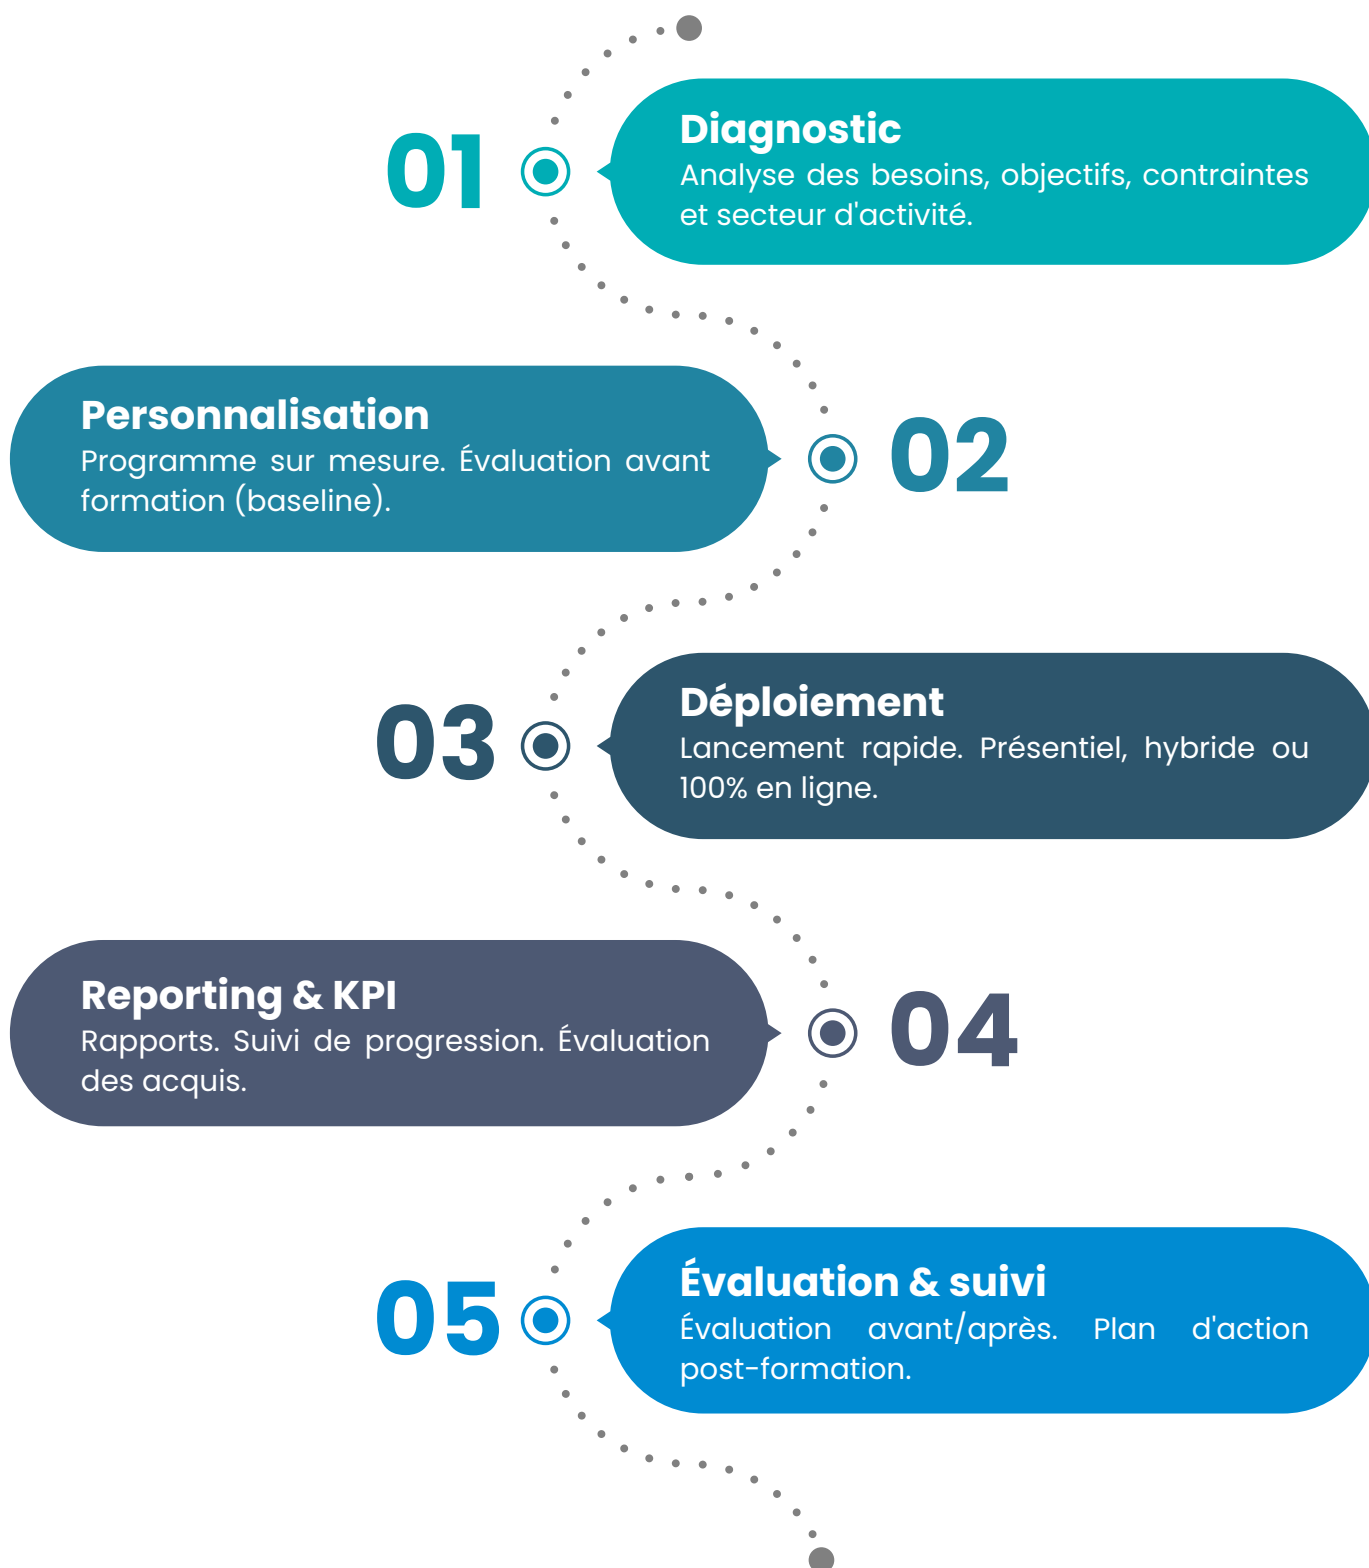 01
Diagnostic
Analyse des besoins, objectifs, contraintes
et secteur d'activité.
Personnalisation
Programme sur mesure. Évaluation avant
formation (baseline).
02
03
Déploiement
Lancement rapide. Présentiel, hybride ou
100% en ligne.
Reporting & KPI
Rapports. Suivi de progression. Évaluation
des acquis.
04
05
Évaluation & suivi
Évaluation avant/après. Plan d'action
post-formation.